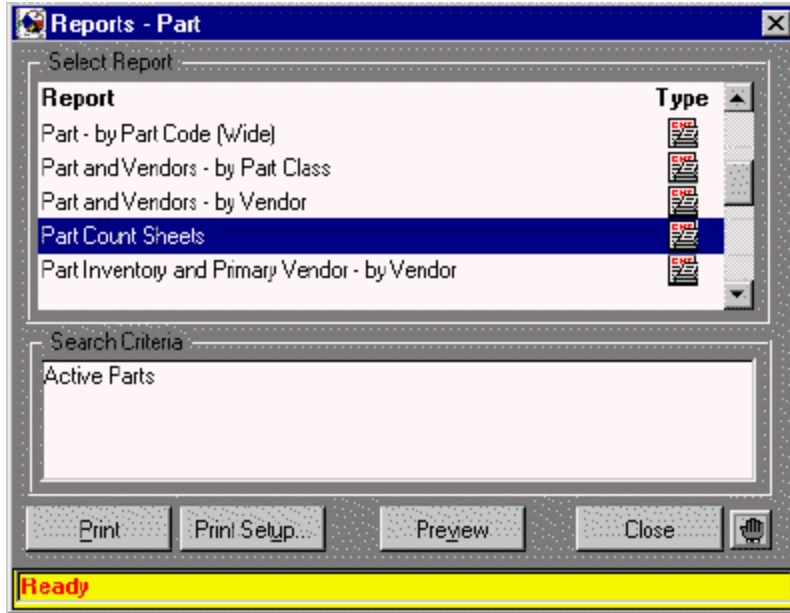 Reports - Part
Select Report
Report Type
Part - by Part Code (Wide)
Part and Vendors - by Part Class
Part and Vendors - by Vendor
Part Count Sheets
Part Inventory and Primary Vendor - by Vendor
Search Criteria
Active Parts
Print Print Setup... Preview Close
Ready